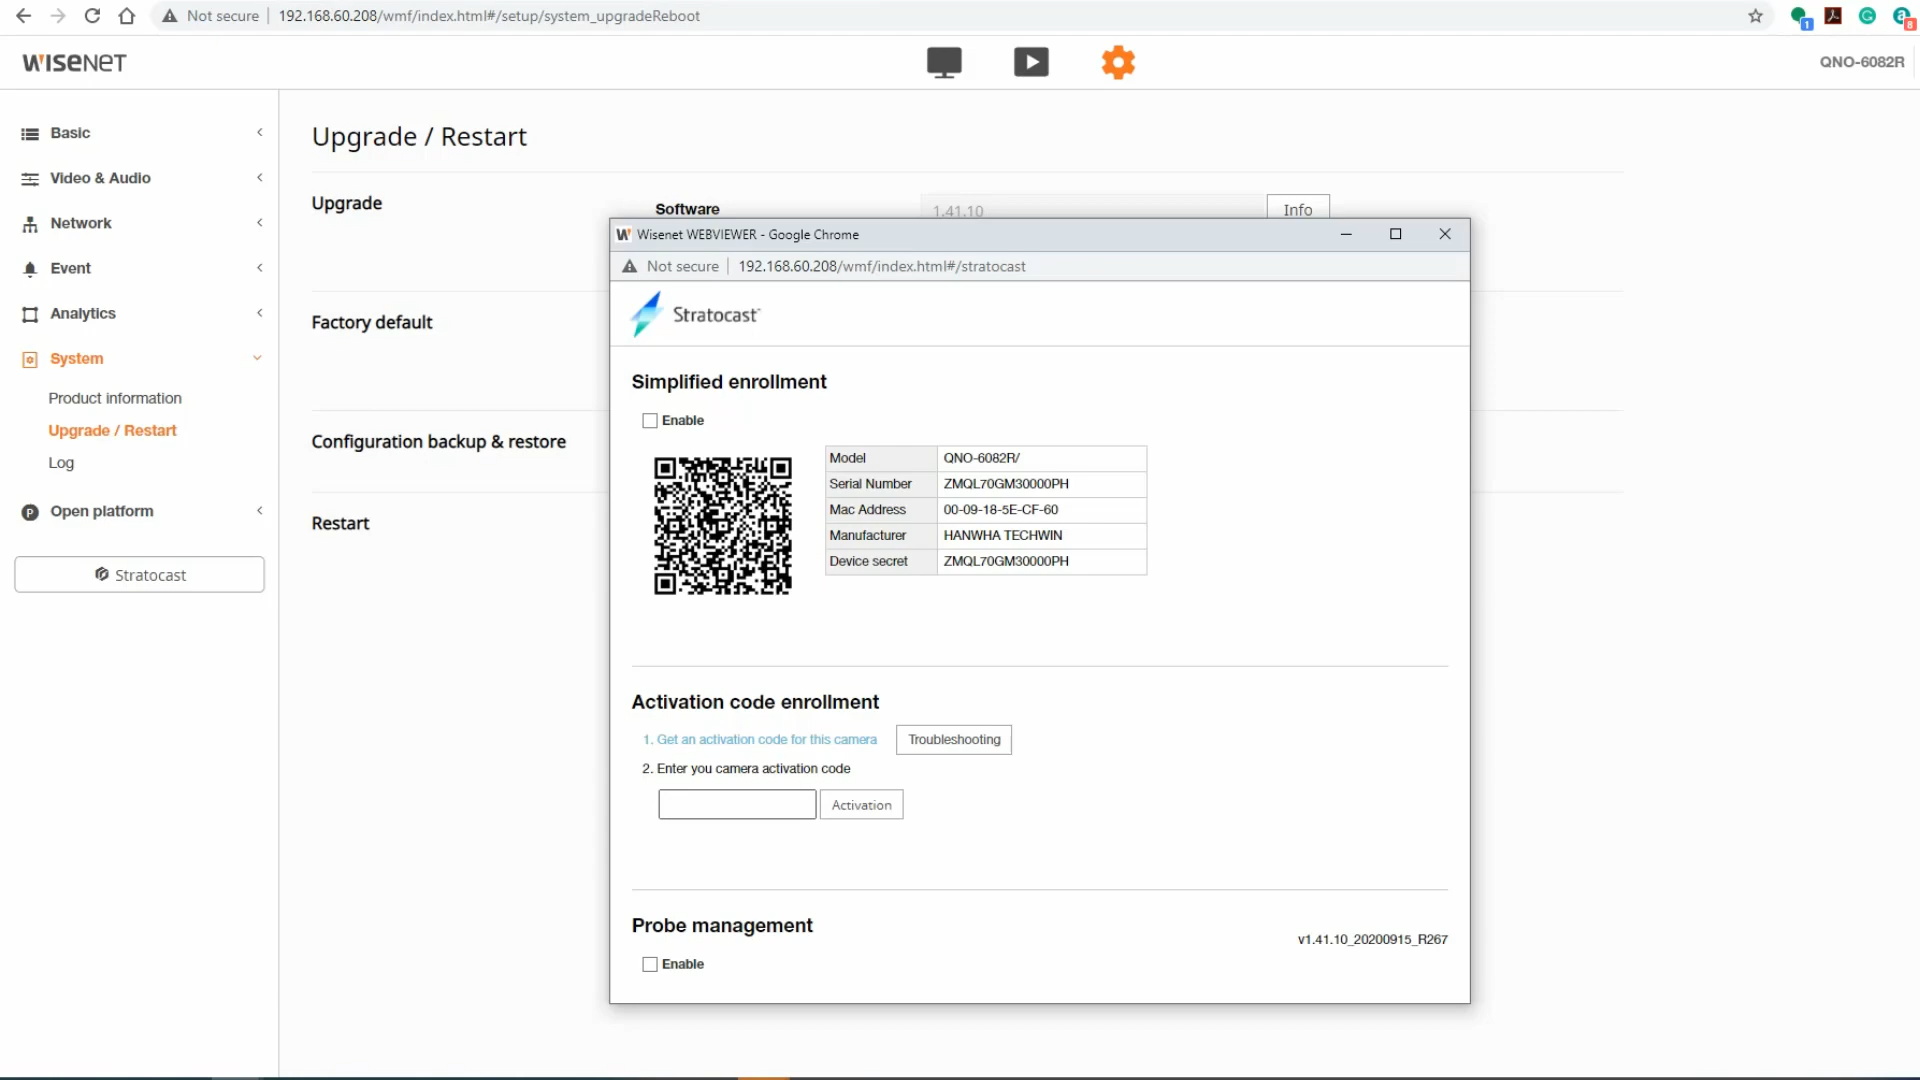 Not secure | 192.168.60.208/wmf/index.html#/setup/system_upgradeReboot
1
8
WISENET
QNO-6082R
Basic
Video & Audio
Network
Event
Analytics
System
Product information
Upgrade / Restart
Log
Open platform
Stratocast
Upgrade / Restart
Upgrade
Software
1.41.10
Info
Factory default
Configuration backup & restore
Restart
Wisenet WEBVIEWER - Google Chrome
Not secure | 192.168.60.208/wmf/index.html#/stratocast
Stratocast
Simplified enrollment
Enable
Model QNO-6082R/
Serial Number ZMQL70GM30000PH
Mac Address 00-09-18-5E-CF-60
Manufacturer HANWHA TECHWIN
Device secret ZMQL70GM30000PH
Activation code enrollment
1. Get an activation code for this camera
Troubleshooting
2. Enter you camera activation code
Activation
Probe management
v1.41.10_20200915_R267
Enable